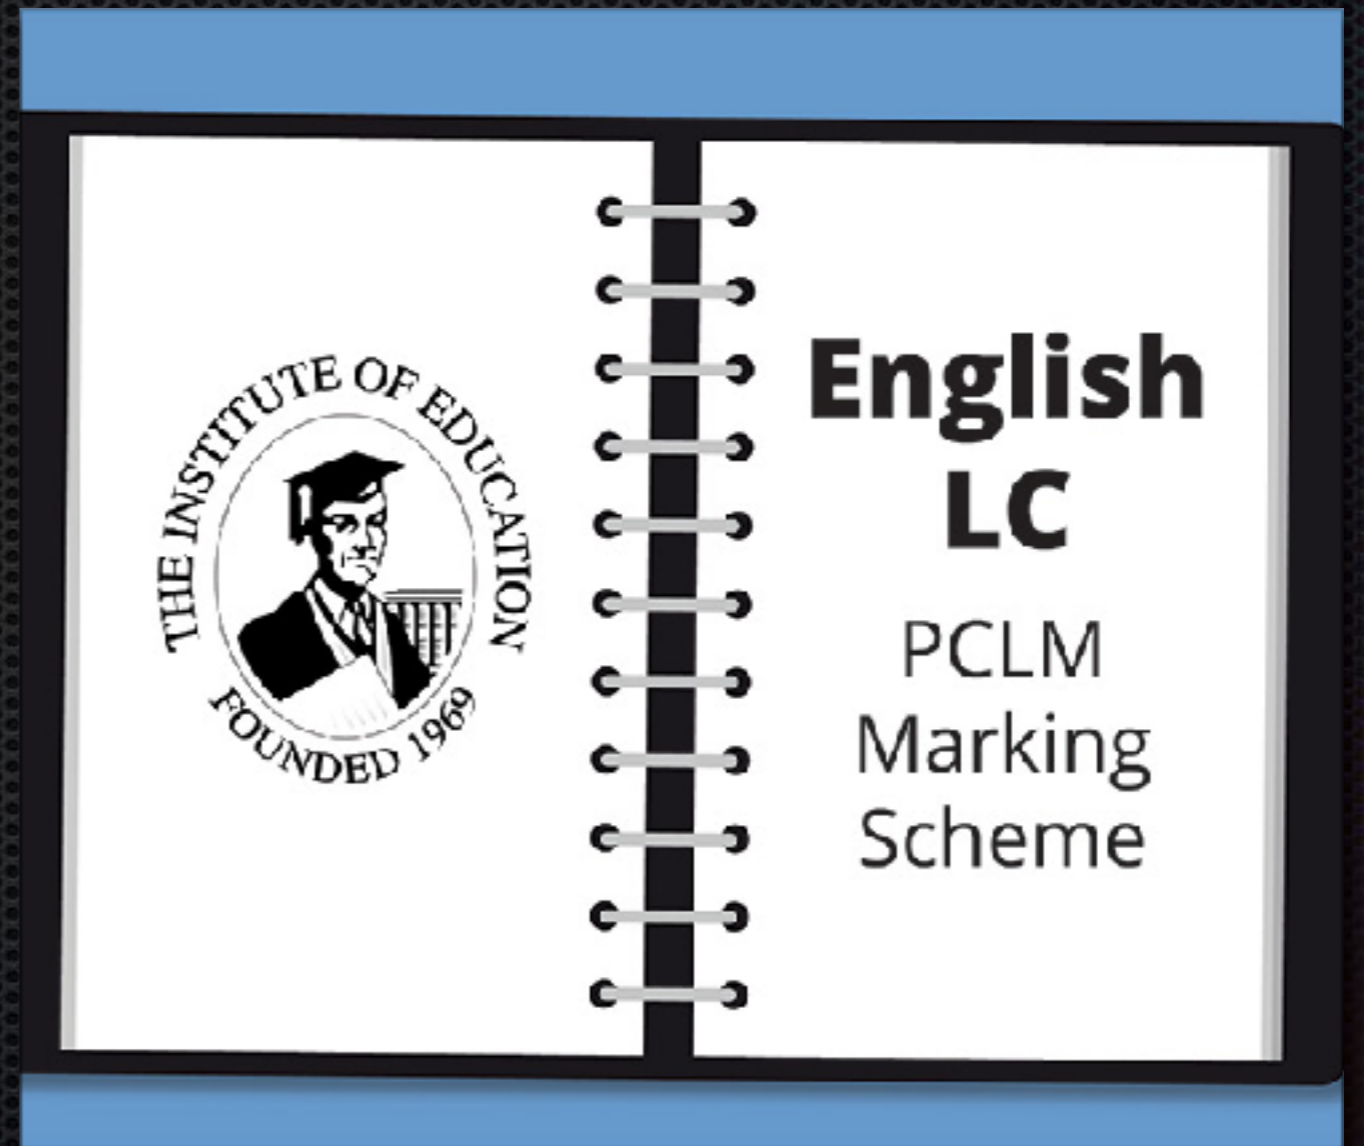 THE INSTITUTE OF EDUCATION
FOUNDED 1969
English
LC
PCLM
Marking
Scheme